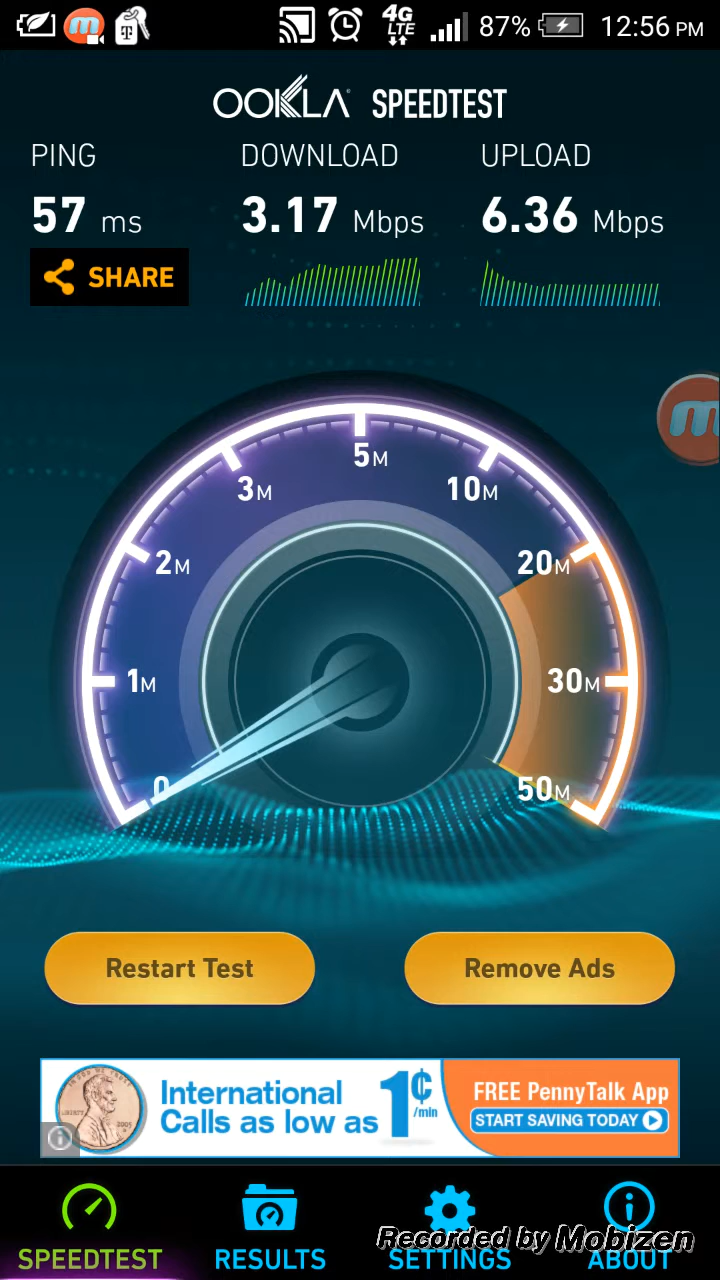 4G LTE 87% 12:56 PM
OOKLA SPEEDTEST
PING DOWNLOAD UPLOAD
57 ms 3.17 Mbps 6.36 Mbps
SHARE
5M
3M 10M
2M 20M
1M 30M
0 50M
Restart Test Remove Ads
International
Calls as low as 1¢ /min
FREE PennyTalk App
START SAVING TODAY
SPEEDTEST RESULTS SETTINGS ABOUT
Recorded by Mobizen